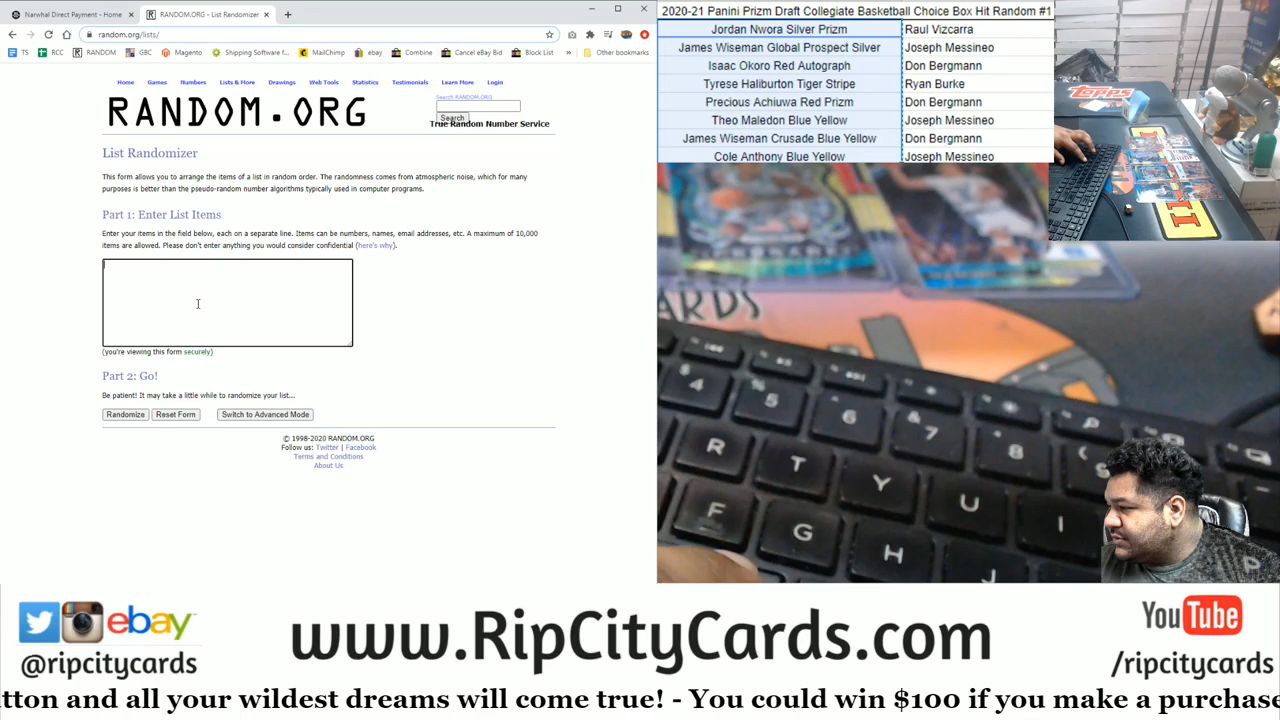 Narwhal Direct Payment - Home
RANDOM.ORG - List Randomizer
random.org/lists/
TS
RCC
RANDOM
GBC
Magento
Shipping Software f...
MailChimp
ebay
Combine
Cancel eBay Bid
Block List
Other bookmarks
Home Games Numbers Lists & More Drawings Web Tools Statistics Testimonials Learn More Login
RANDOM.ORG
Search RANDOM.ORG
Search
True Random Number Service
List Randomizer
This form allows you to arrange the items of a list in random order. The randomness comes from atmospheric noise, which for many
purposes is better than the pseudo-random number algorithms typically used in computer programs.
Part 1: Enter List Items
Enter your items in the field below, each on a separate line. Items can be numbers, names, email addresses, etc. A maximum of 10,000
items are allowed. Please don't enter anything you would consider confidential (here's why).
(you're viewing this form securely)
Part 2: Go!
Be patient! It may take a little while to randomize your list...
Randomize Reset Form Switch to Advanced Mode
© 1998-2020 RANDOM.ORG
Follow us: Twitter | Facebook
Terms and Conditions
About Us
2020-21 Panini Prizm Draft Collegiate Basketball Choice Box Hit Random #1
Jordan Nwora Silver Prizm Raul Vizcarra
James Wiseman Global Prospect Silver Joseph Messineo
Isaac Okoro Red Autograph Don Bergmann
Tyrese Haliburton Tiger Stripe Ryan Burke
Precious Achiuwa Red Prizm Don Bergmann
Theo Maledon Blue Yellow Joseph Messineo
James Wiseman Crusade Blue Yellow Don Bergmann
Cole Anthony Blue Yellow Joseph Messineo
Topps
CARDS
4 % 5 6 & 7 8
R T Y U I
F G H J
ebay
@ripcitycards
www.RipCityCards.com
YouTube
/ripcitycards
utton and all your wildest dreams will come true! - You could win $100 if you make a purchase